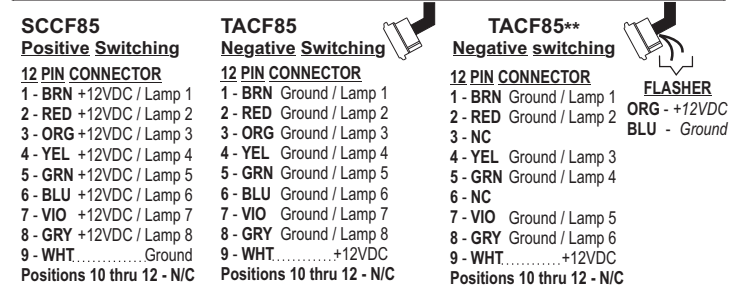 SCCF85
Positive Switching
12 PIN CONNECTOR
1 - BRN +12VDC / Lamp 1
2 - RED +12VDC / Lamp 2
3 - ORG +12VDC / Lamp 3
4 - YEL +12VDC / Lamp 4
5 - GRN +12VDC / Lamp 5
6 - BLU +12VDC / Lamp 6
7 - VIO +12VDC / Lamp 7
8 - GRY +12VDC / Lamp 8
9 - WHT..............Ground
Positions 10 thru 12 - N/C
TACF85
Negative Switching
12 PIN CONNECTOR
1 - BRN Ground / Lamp 1
2 - RED Ground / Lamp 2
3 - ORG Ground / Lamp 3
4 - YEL Ground / Lamp 4
5 - GRN Ground / Lamp 5
6 - BLU Ground / Lamp 6
7 - VIO Ground / Lamp 7
8 - GRY Ground / Lamp 8
9 - WHT............+12VDC
Positions 10 thru 12 - N/C
TACF85**
Negative switching
12 PIN CONNECTOR
1 - BRN Ground / Lamp 1
2 - RED Ground / Lamp 2
3 - NC
4 - YEL Ground / Lamp 3
5 - GRN Ground / Lamp 4
6 - NC
7 - VIO Ground / Lamp 5
8 - GRY Ground / Lamp 6
9 - WHT............+12VDC
Positions 10 thru 12 - N/C
FLASHER
ORG - +12VDC
BLU - Ground